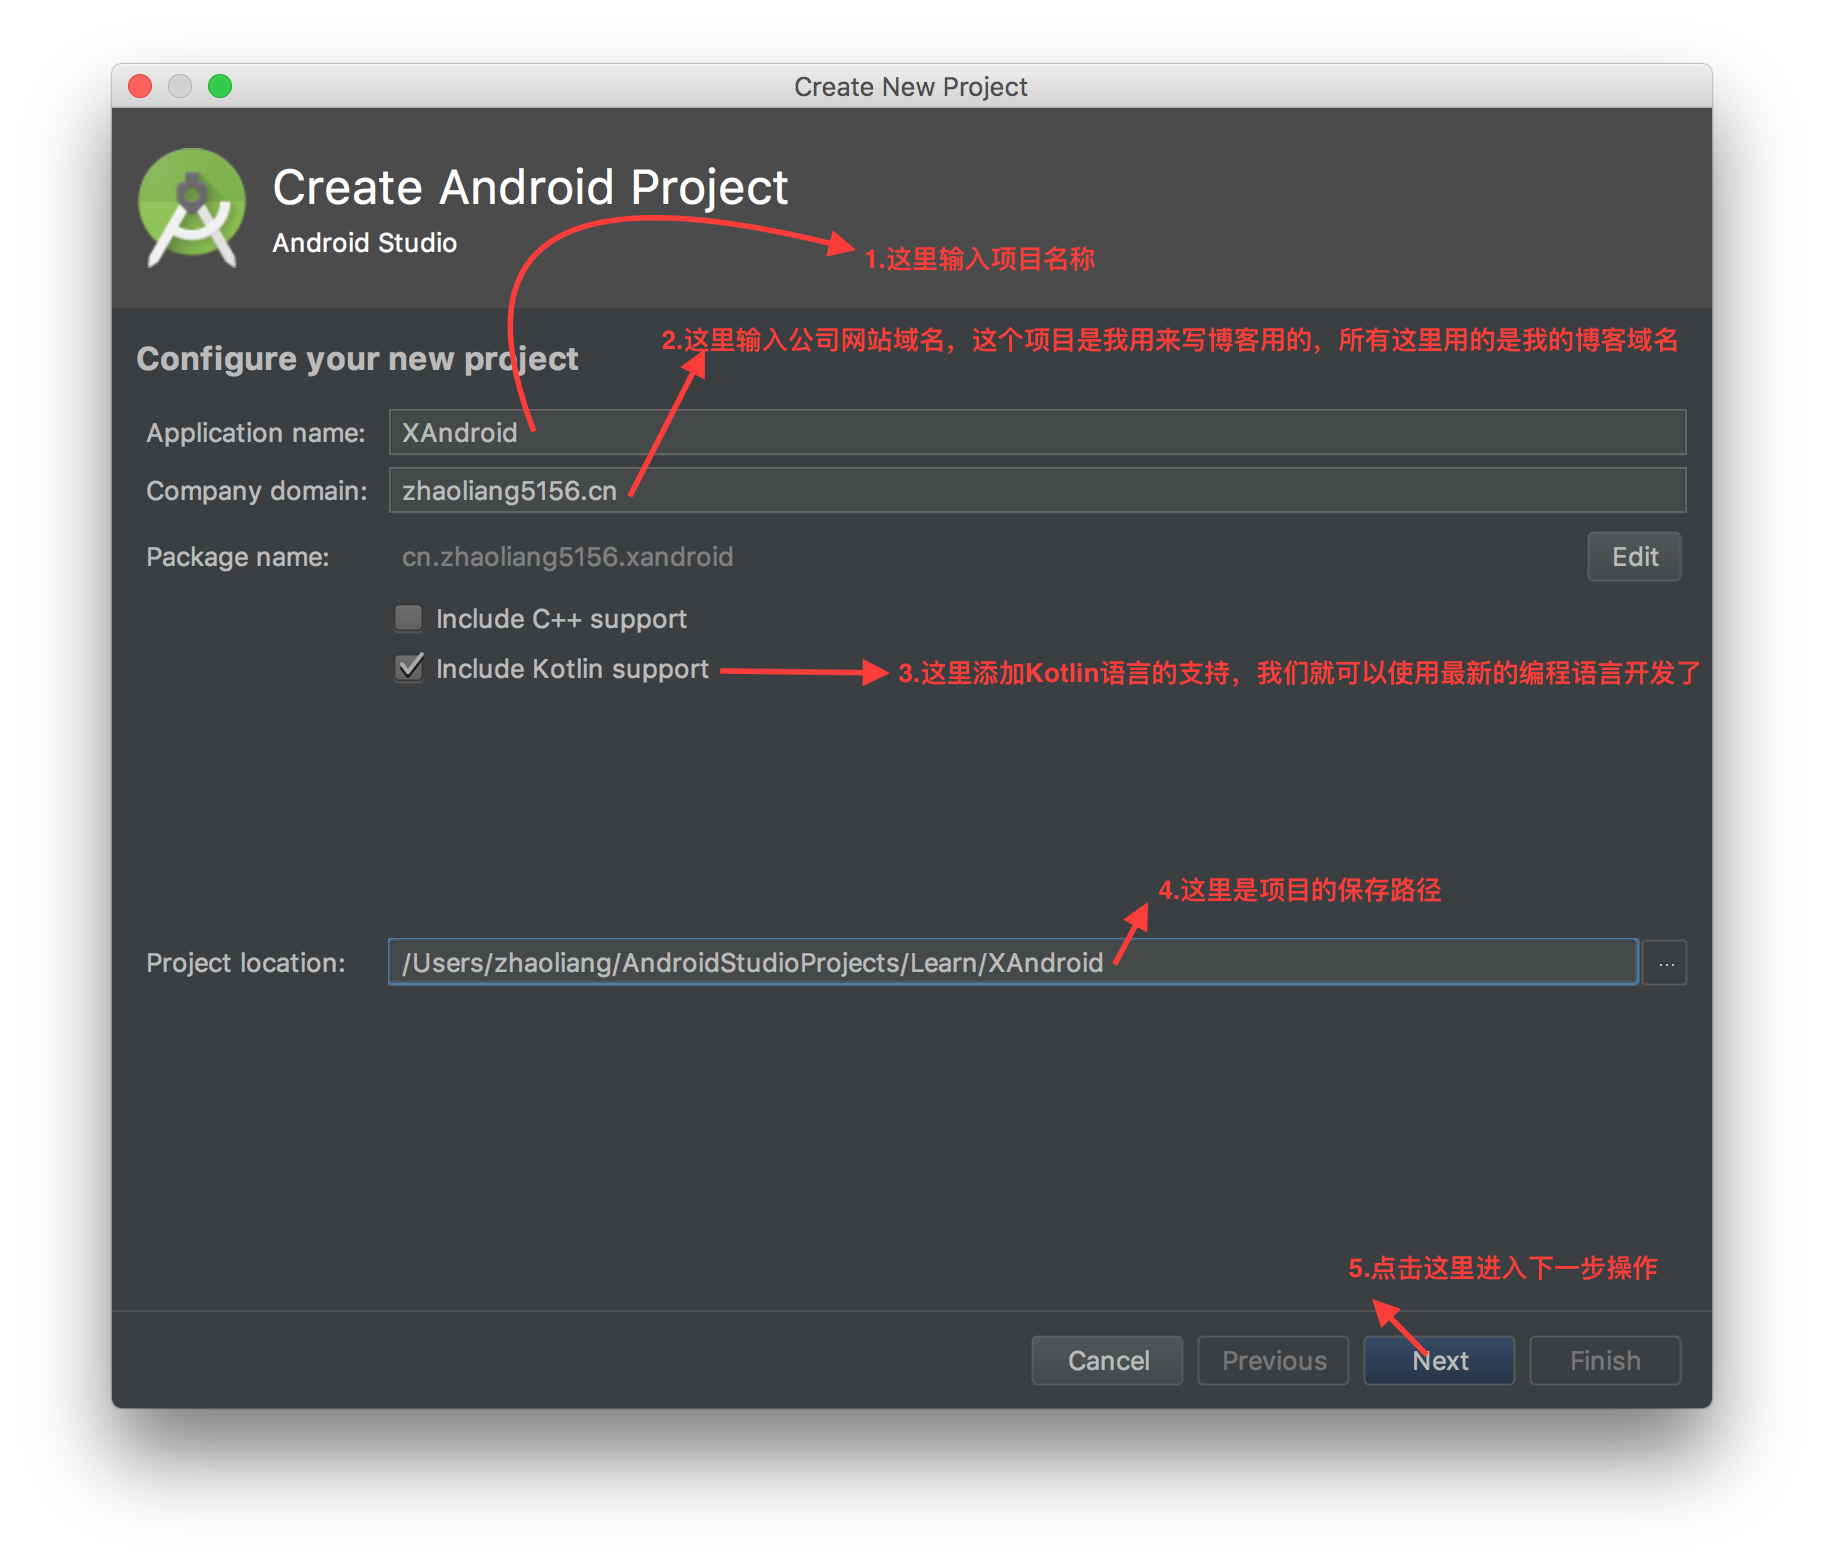 Create New Project
Create Android Project
Android Studio
1.这里输入项目名称
2.这里输入公司网站域名，这个项目是我用来写博客用的，所有这里用的是我的博客域名
Configure your new project
Application name: XAndroid
Company domain: zhaoliang5156.cn
Package name: cn.zhaoliang5156.xandroid Edit
Include C++ support
Include Kotlin support 3.这里添加Kotlin语言的支持，我们就可以使用最新的编程语言开发了
4.这里是项目的保存路径
Project location: /Users/zhaoliang/AndroidStudioProjects/Learn/XAndroid ...
5.点击这里进入下一步操作
Cancel Previous Next Finish